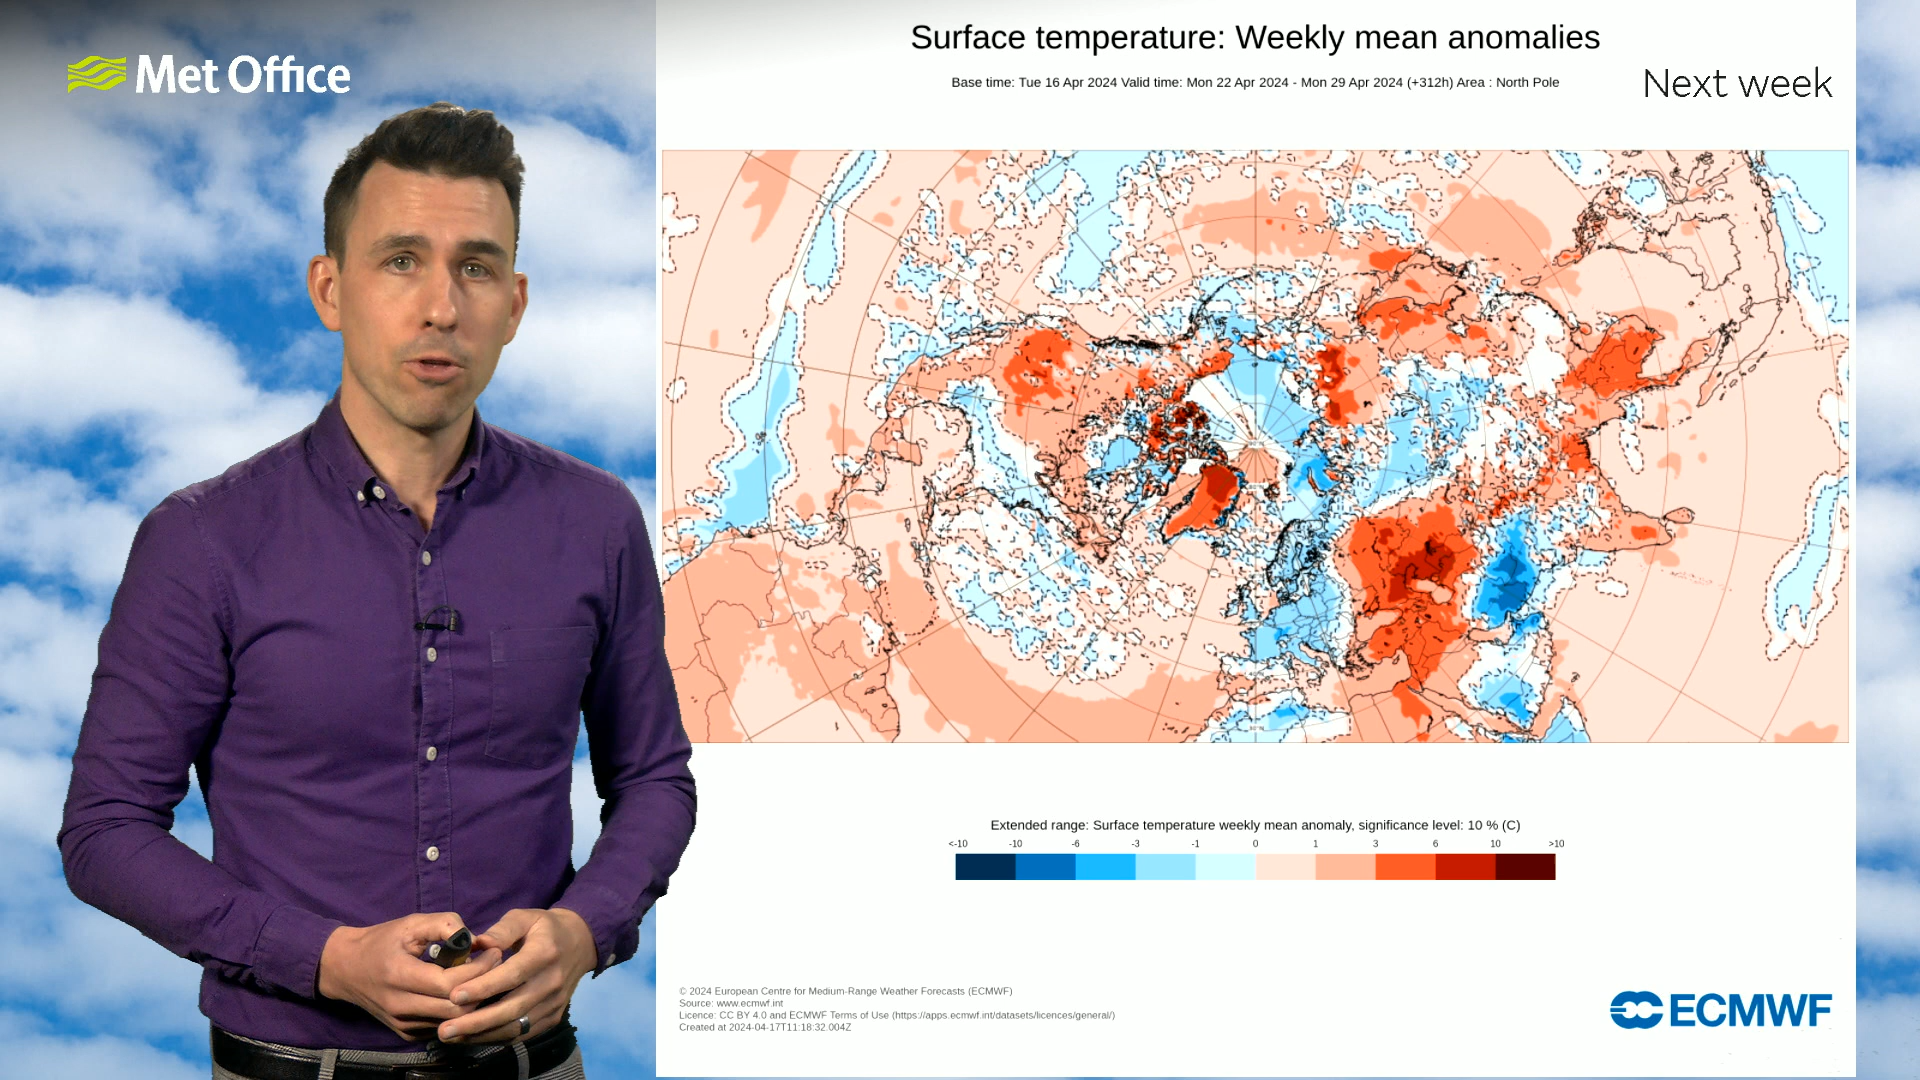 Met Office
Surface temperature: Weekly mean anomalies
Base time: Tue 16 Apr 2024 Valid time: Mon 22 Apr 2024 - Mon 29 Apr 2024 (+312h) Area : North Pole
Next week
Extended range: Surface temperature weekly mean anomaly, significance level: 10 % (C)
<-10 -10 -6 -3 -1 0 1 3 6 10 >10
© 2024 European Centre for Medium-Range Weather Forecasts (ECMWF)
Source: www.ecmwf.int
Licence: CC BY 4.0 and ECMWF Terms of Use (https://apps.ecmwf.int/datasets/licences/general/)
Created at 2024-04-17T11:18:32.004Z
ECMWF